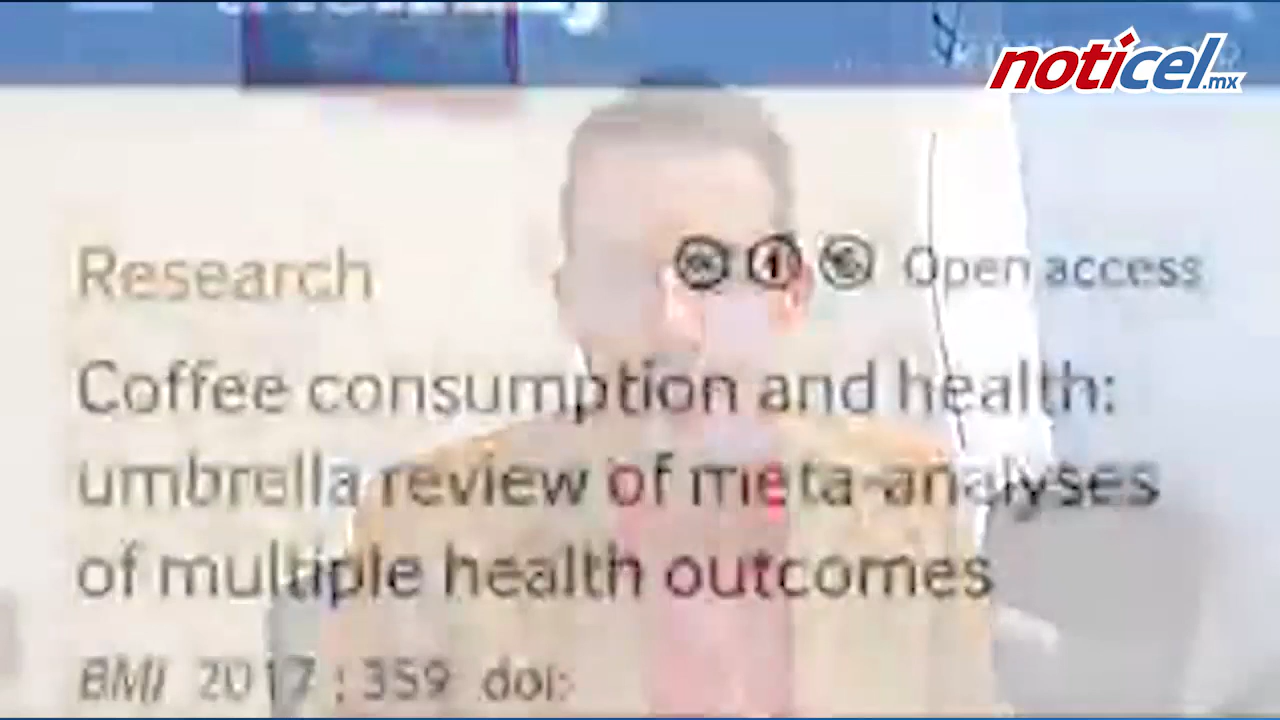 noticel.mx
Research
Open access
Coffee consumption and health:
umbrella review of meta-analyses
of multiple health outcomes
BMJ 2017 ; 359 doi: